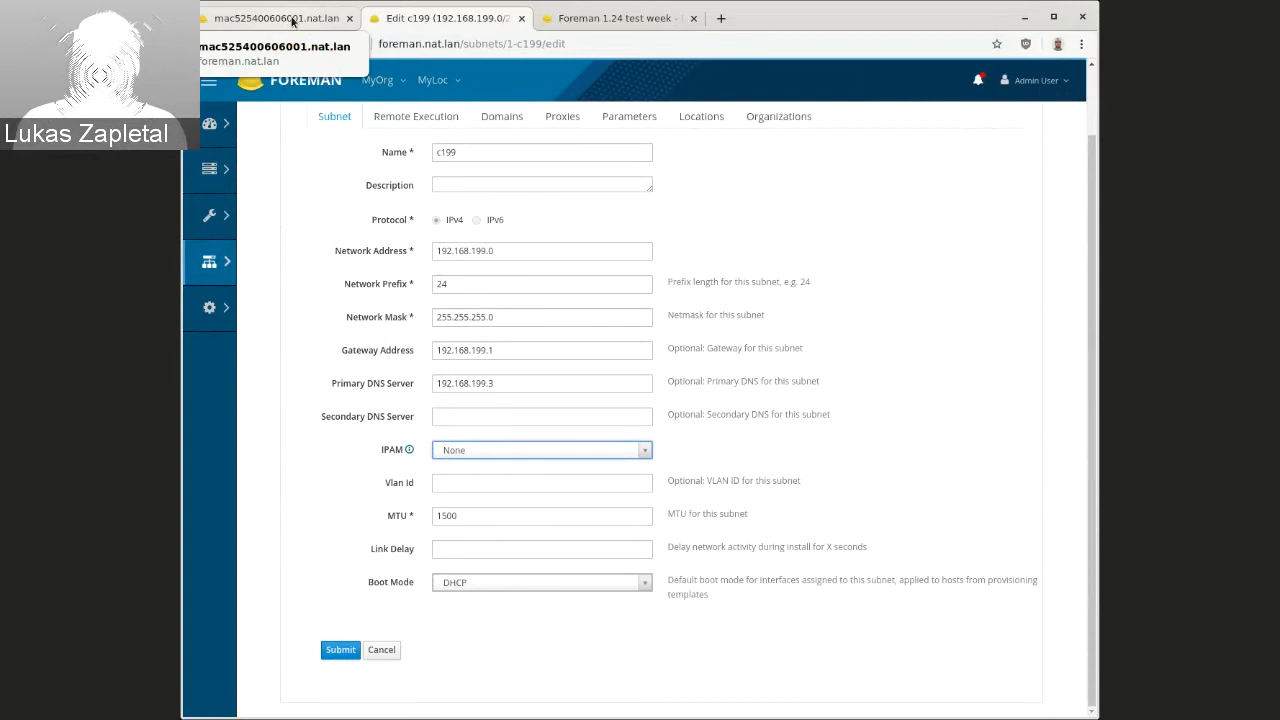 mac525400606001.nat.lan
Edit c199 (192.168.199.0/2
Foreman 1.24 test week -
mac525400606001.nat.lan
foreman.nat.lan
foreman.nat.lan/subnets/1-c199/edit
FOREMAN
MyOrg
MyLoc
Admin User
Lukas Zapletal
Subnet
Remote Execution
Domains
Proxies
Parameters
Locations
Organizations
Name *
c199
Description
Protocol *
IPv4
IPv6
Network Address *
192.168.199.0
Network Prefix *
24
Prefix length for this subnet, e.g. 24
Network Mask *
255.255.255.0
Netmask for this subnet
Gateway Address
192.168.199.1
Optional: Gateway for this subnet
Primary DNS Server
192.168.199.3
Optional: Primary DNS for this subnet
Secondary DNS Server
Optional: Secondary DNS for this subnet
IPAM
None
Vlan Id
Optional: VLAN ID for this subnet
MTU *
1500
MTU for this subnet
Link Delay
Delay network activity during install for X seconds
Boot Mode
DHCP
Default boot mode for interfaces assigned to this subnet, applied to hosts from provisioning
templates
Submit
Cancel